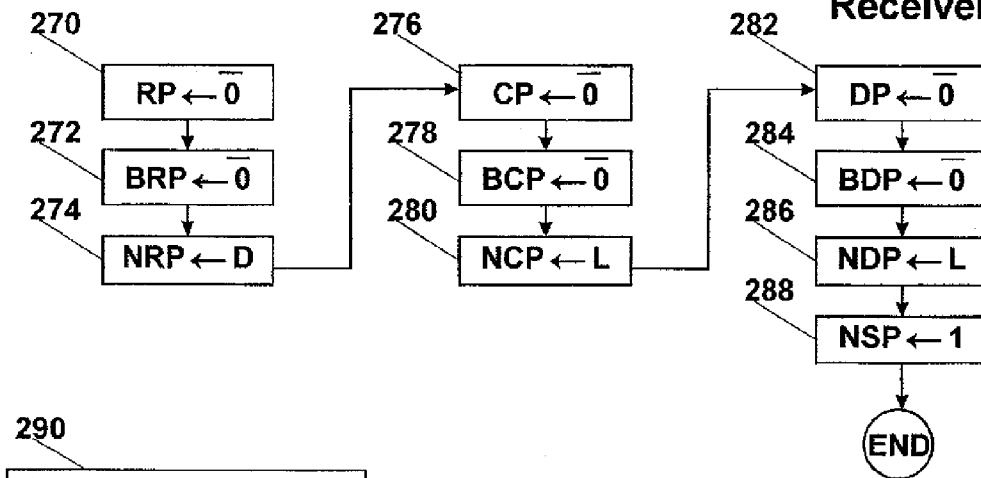 Receiver
270
RP ← 0̅
272
BRP ← 0̅
274
NRP ← D
276
CP ← 0̅
278
BCP ← 0̅
280
NCP ← L
282
DP ← 0̅
284
BDP ← 0̅
286
NDP ← L
288
NSP ← 1
END
290